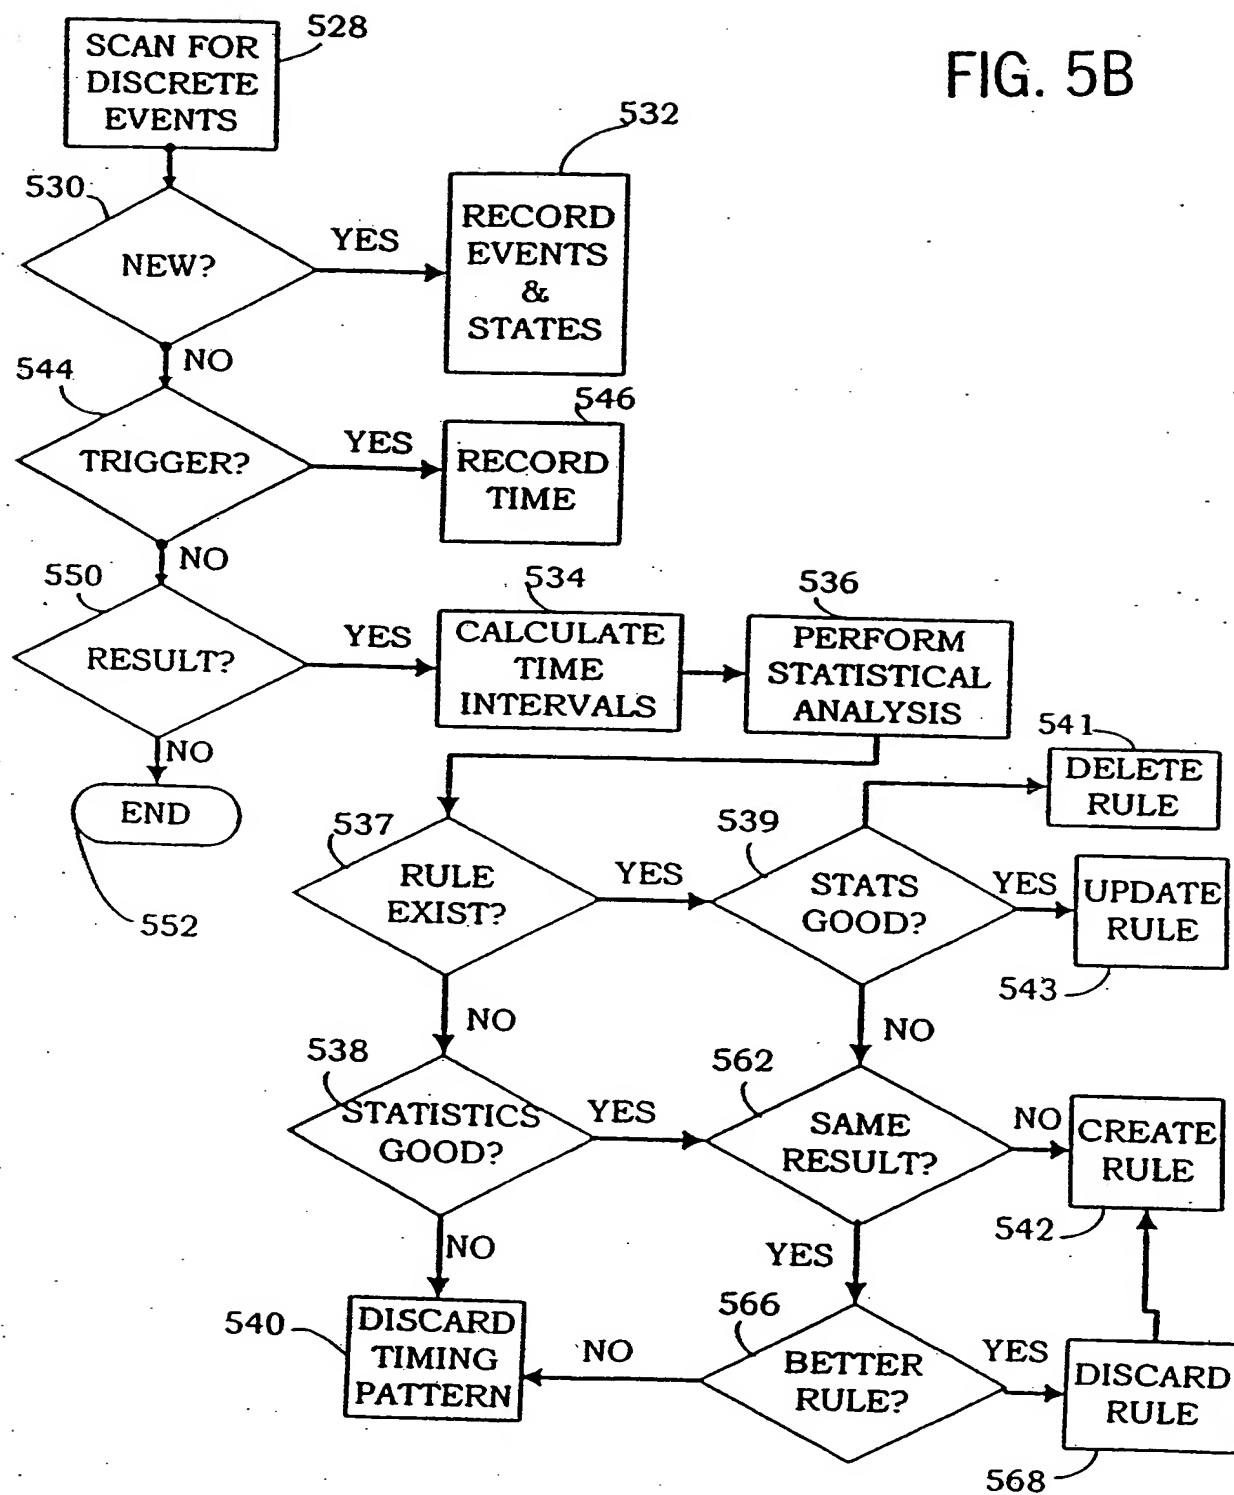 FIG. 5B
528
SCAN FOR
DISCRETE
EVENTS
530
NEW?
YES
532
RECORD
EVENTS
&
STATES
NO
544
TRIGGER?
YES
546
RECORD
TIME
NO
550
RESULT?
YES
534
CALCULATE
TIME
INTERVALS
536
PERFORM
STATISTICAL
ANALYSIS
NO
END
552
537
RULE
EXIST?
YES
539
STATS
GOOD?
541
DELETE
RULE
YES
UPDATE
RULE
543
NO
NO
538
STATISTICS
GOOD?
YES
562
SAME
RESULT?
NO
CREATE
RULE
542
NO
YES
540
DISCARD
TIMING
PATTERN
NO
566
BETTER
RULE?
YES
DISCARD
RULE
568